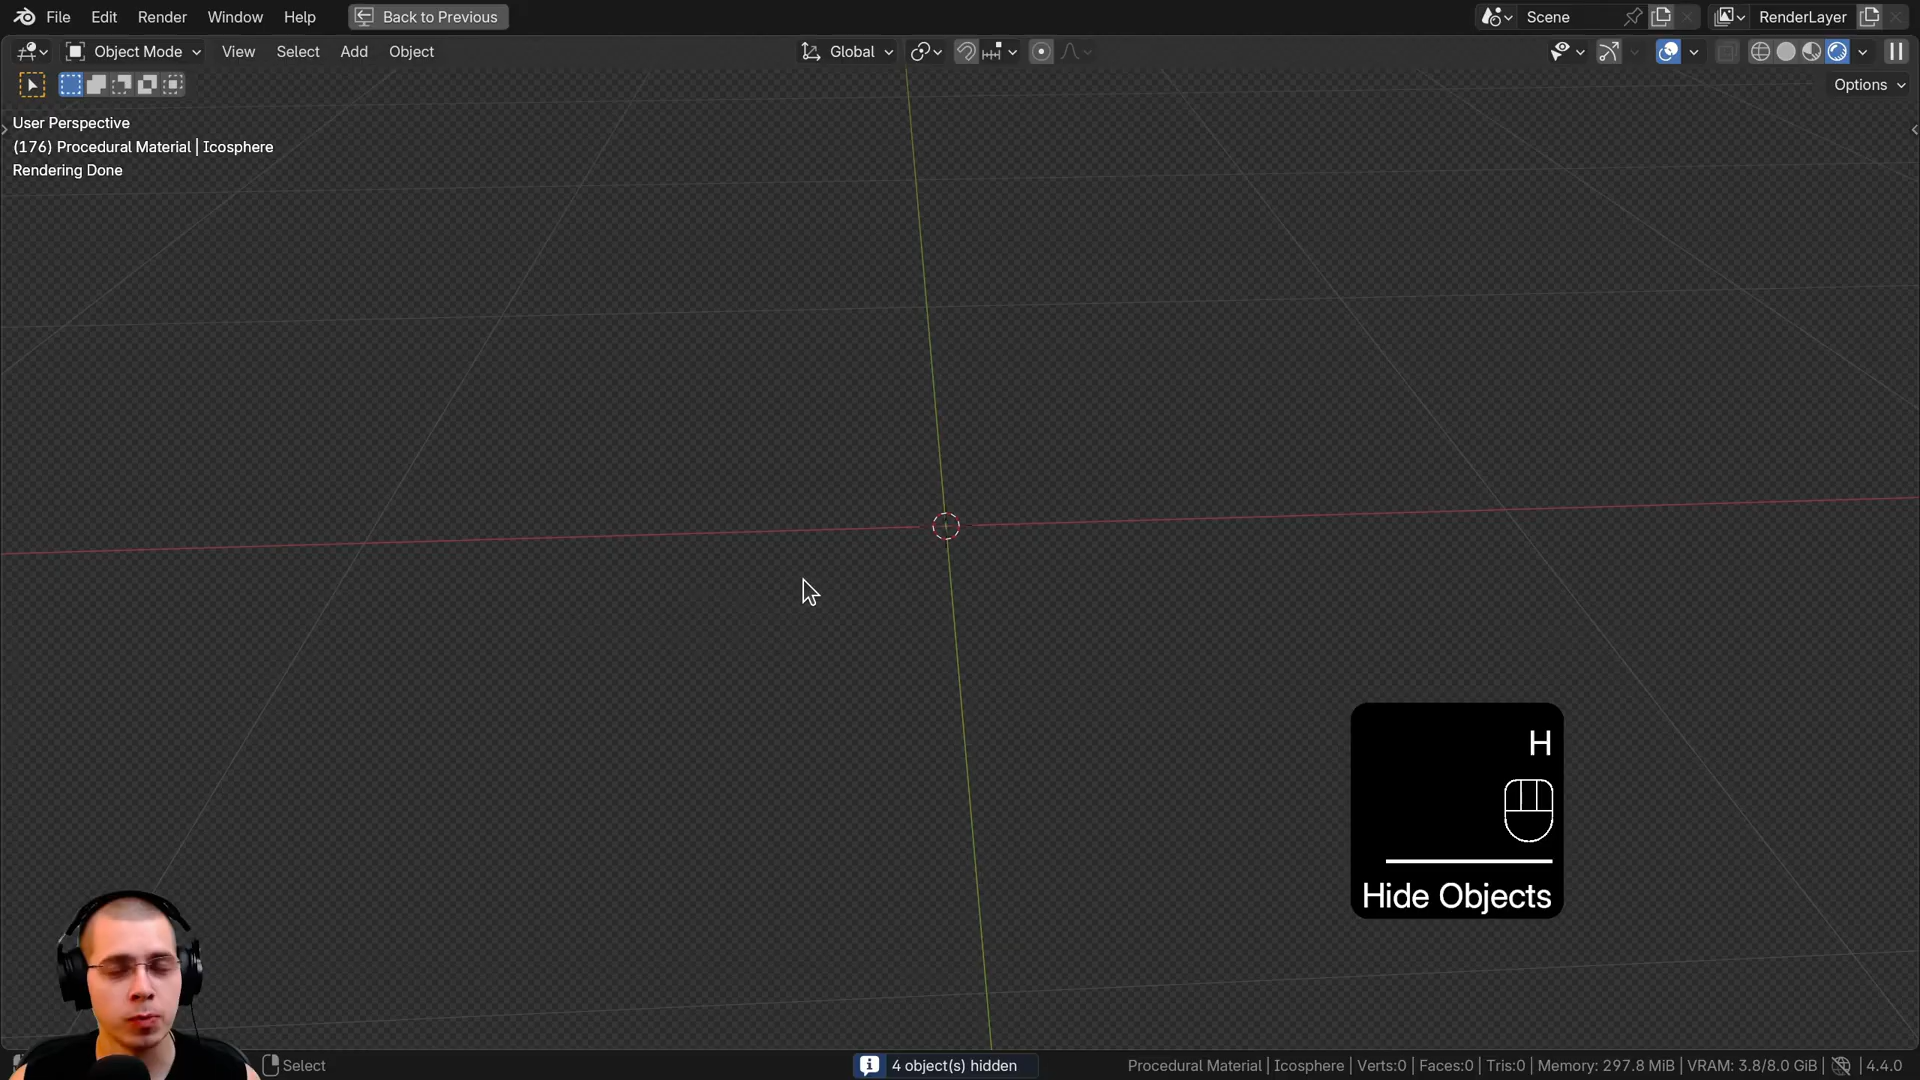 File Edit Render Window Help Back to Previous Scene RenderLayer
Object Mode View Select Add Object Global
Options
User Perspective
(176) Procedural Material | Icosphere
Rendering Done
H
Hide Objects
Select 4 object(s) hidden Procedural Material | Icosphere | Verts:0 | Faces:0 | Tris:0 | Memory: 297.8 MiB | VRAM: 3.8/8.0 GiB | 4.4.0